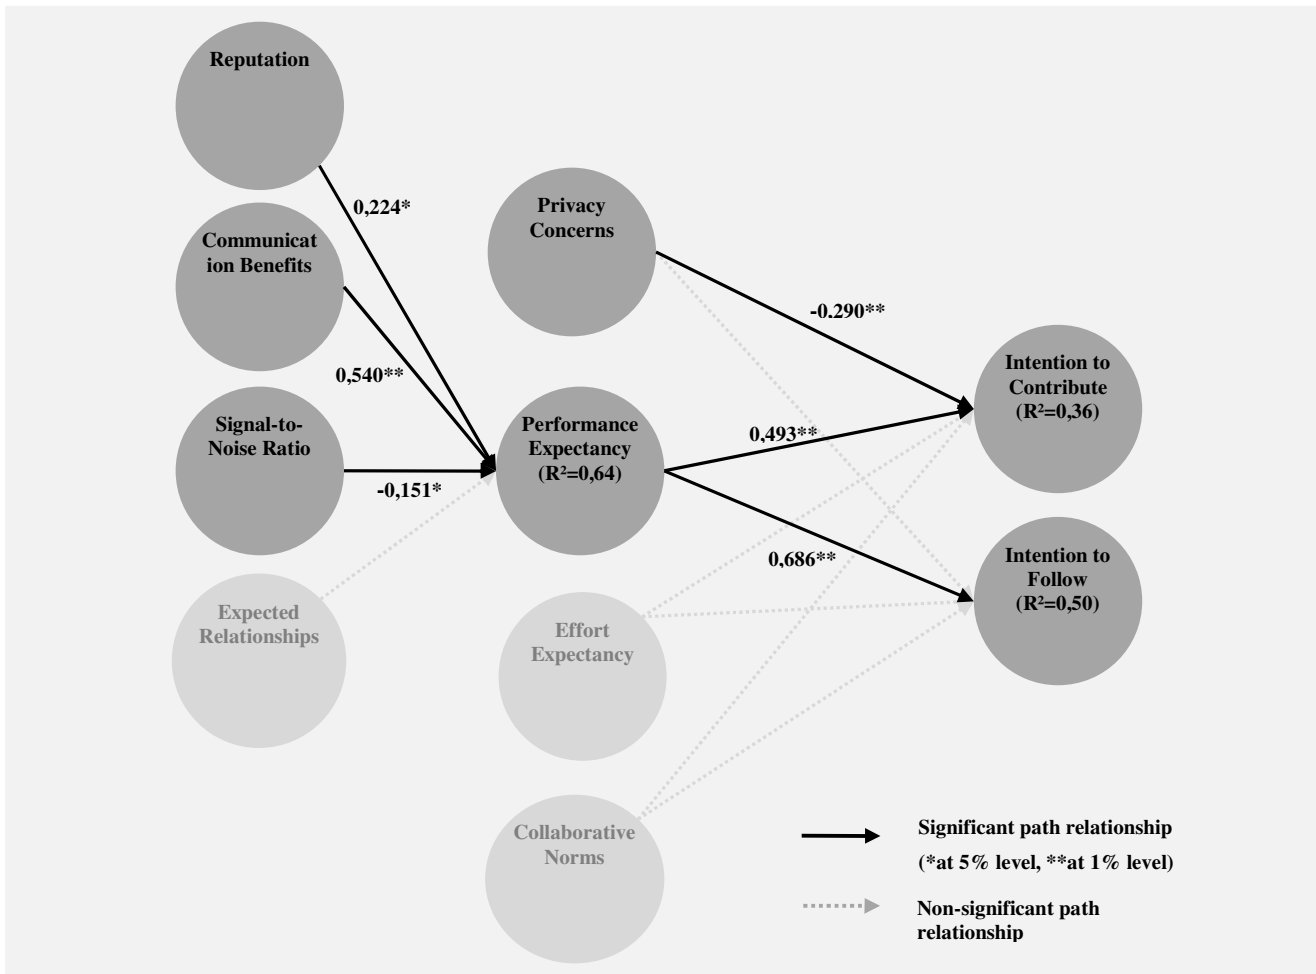 Reputation
0,224*
Privacy
Concerns
Communicat
ion Benefits
-0,290**
0,540**
Intention to
Contribute
(R²=0,36)
Signal-to-
Noise Ratio
Performance
Expectancy
(R²=0,64)
0,493**
-0,151*
0,686**
Intention to
Follow
(R²=0,50)
Expected
Relationships
Effort
Expectancy
Collaborative
Norms
Significant path relationship
(*at 5% level, **at 1% level)
Non-significant path
relationship